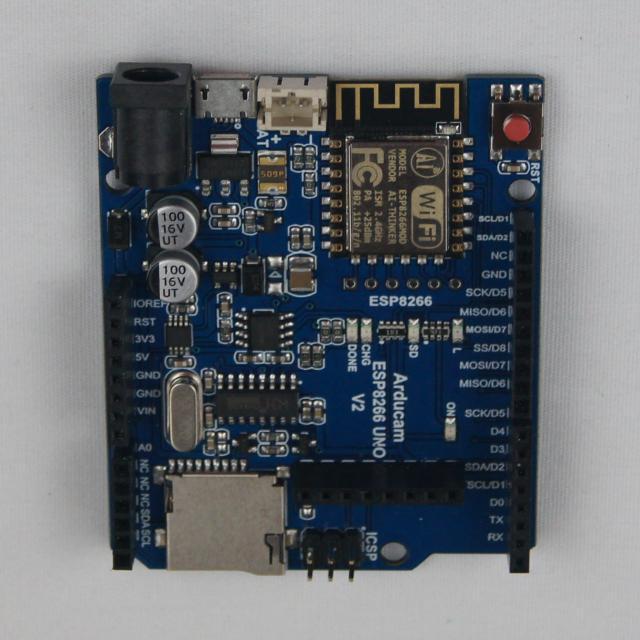 100
16V
UT
100
16V
UT
509P
BAT
+
-
MODEL ESP8266MOD
VENDOR AI-THINKER
ISM 2.4GHz
PA +25dBm
802.11b/g/n
FC
Ai
WiFi
ESP8266
RST
SCL/D1
SDA/D2
NC
GND
SCK/D5
MISO/D6
MOSI/D7
SS/D8
MOSI/D7
MISO/D6
SCK/D5
D4
D3
SDA/D2
SCL/D1
D0
TX
RX
IOREF
RST
3V3
5V
GND
GND
VIN
A0
NC
NC
NC
SDA
SCL
DONE
CHG
SD
L
ON
Arducam
ESP8266 UNO
V2
ICSP